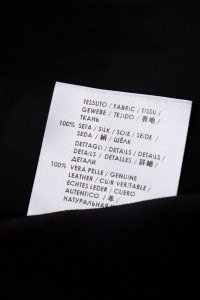 TESSUTO / FABRIC / TISSU /
GEWEBE / TEJIDO / 表地 /
ТКАНЬ
100% SETA / SILK / SOIE / SEIDE /
SEDA / 絹 / ШЁЛК
DETTAGLI / DETAILS / DETAILS
/ DETAILS / DETALLES / 詳細 /
ДЕТАЛИ
100% VERA PELLE / GENUINE
LEATHER / CUIR VERITABLE /
ECHTES LEDER / CUERO
AUTENTICO / 革 /
НАТУРАЛЬНАЯ